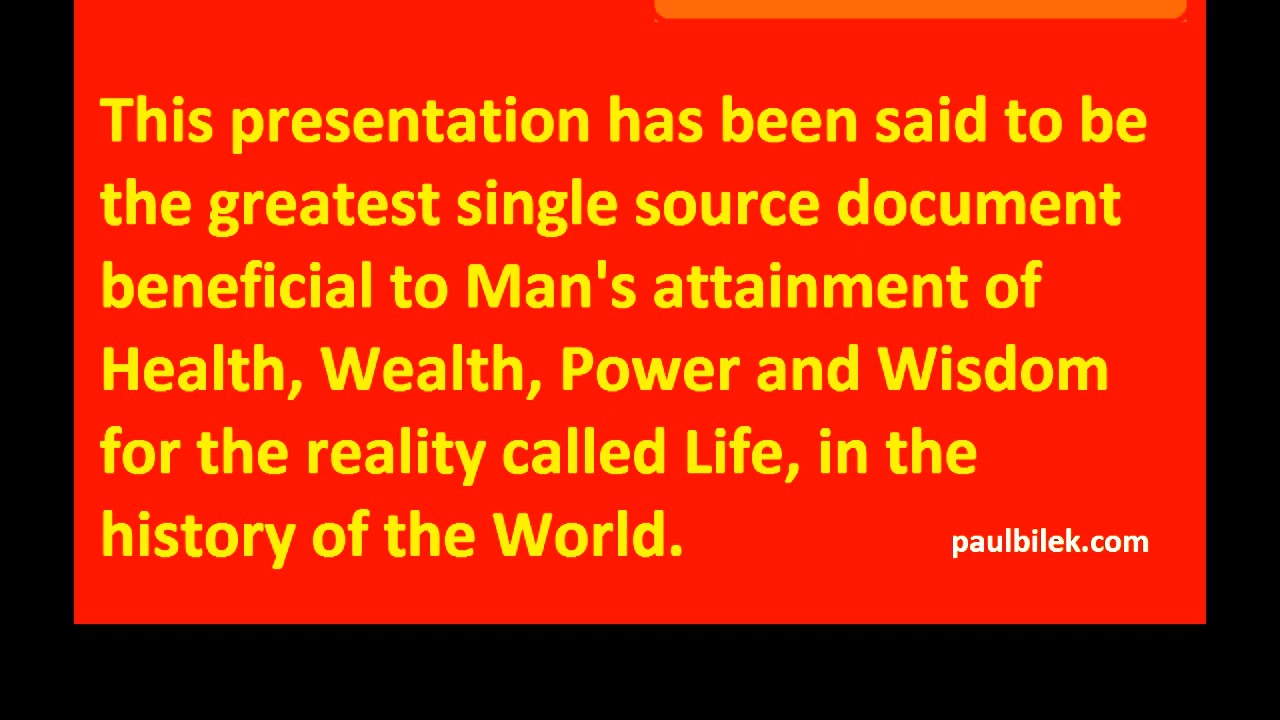 This presentation has been said to be
the greatest single source document
beneficial to Man's attainment of
Health, Wealth, Power and Wisdom
for the reality called Life, in the
history of the World.
paulbilek.com